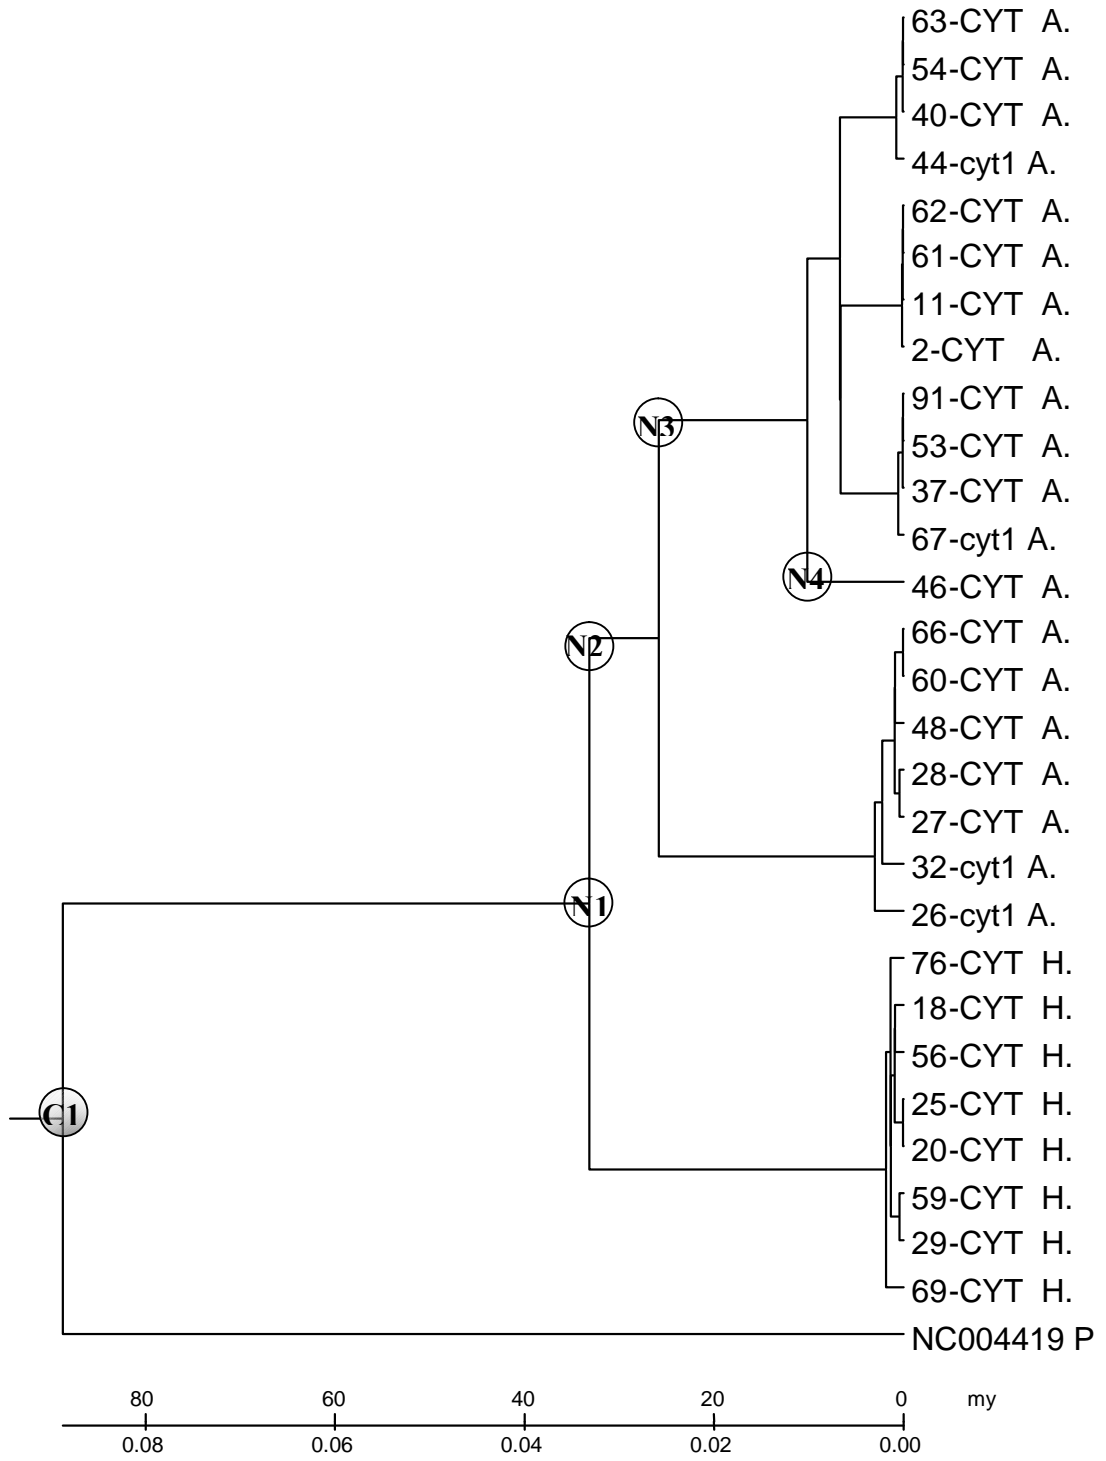 63-CYT A.
54-CYT A.
40-CYT A.
44-cyt1 A.
62-CYT A.
61-CYT A.
11-CYT A.
2-CYT A.
91-CYT A.
N3
53-CYT A.
37-CYT A.
67-cyt1 A.
N4
46-CYT A.
66-CYT A.
N2
60-CYT A.
48-CYT A.
28-CYT A.
27-CYT A.
32-cyt1 A.
N1
26-cyt1 A.
76-CYT H.
18-CYT H.
56-CYT H.
25-CYT H.
C1
20-CYT H.
59-CYT H.
29-CYT H.
69-CYT H.
NC004419 P
80 60 40 20 0 my
0.08 0.06 0.04 0.02 0.00